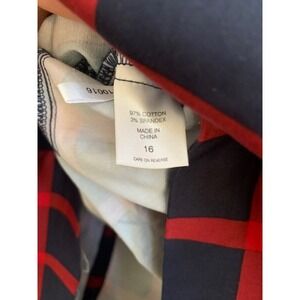 97% COTTON
3% SPANDEX
MADE IN
CHINA
16
CARE ON REVERSE